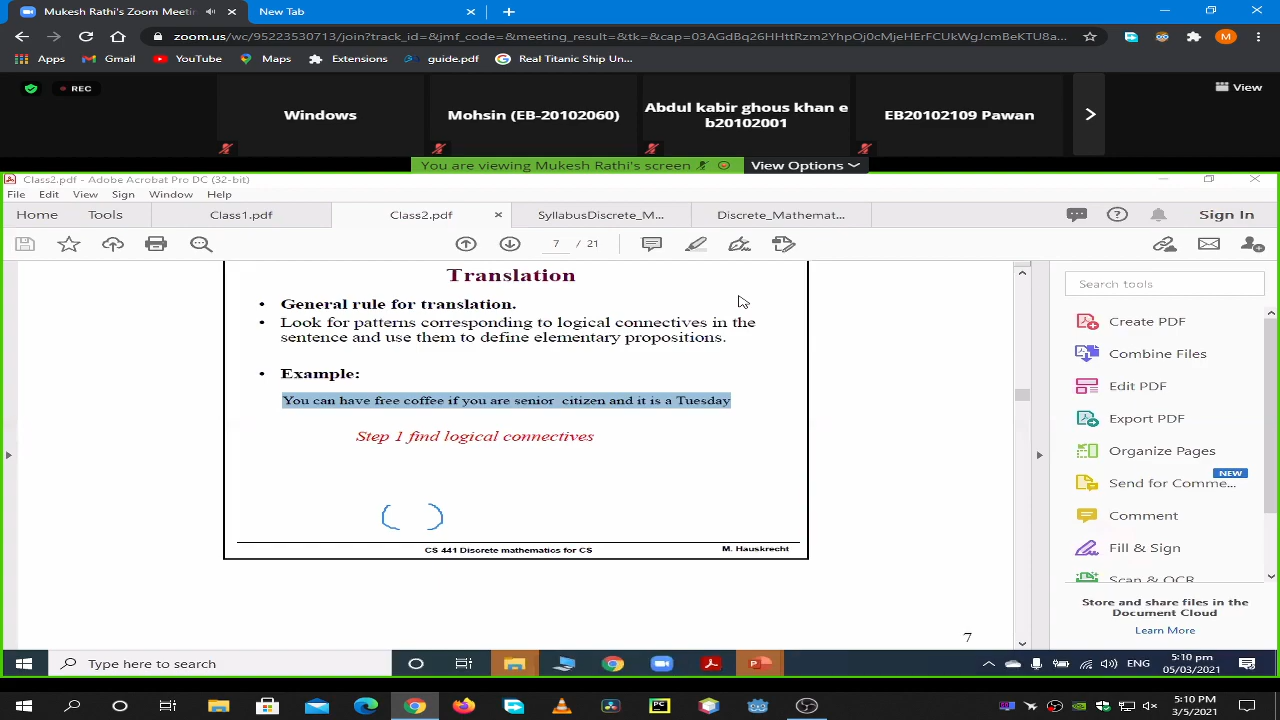 Mukesh Rathi's Zoom Meeti
New Tab
zoom.us/wc/95223530713/join?track_id=&jmf_code=&meeting_result=&tk=&cap=03AGdBq26HHttRzm2YhpOj0cMjeHErFCUkWgJcmBeKTU8a...
M
Apps
Gmail
YouTube
Maps
Extensions
guide.pdf
Real Titanic Ship Un...
REC
View
Windows
Mohsin (EB-20102060)
Abdul kabir ghous khan e
b20102001
EB20102109 Pawan
You are viewing Mukesh Rathi's screen
View Options
Class2.pdf - Adobe Acrobat Pro DC (32-bit)
File Edit View Sign Window Help
Home
Tools
Class1.pdf
Class2.pdf
SyllabusDiscrete_M...
Discrete_Mathemat...
Sign In
7 / 21
Translation
• General rule for translation.
• Look for patterns corresponding to logical connectives in the
sentence and use them to define elementary propositions.
• Example:
You can have free coffee if you are senior citizen and it is a Tuesday
Step 1 find logical connectives
( )
CS 441 Discrete mathematics for CS
M. Hauskrecht
7
Search tools
Create PDF
Combine Files
Edit PDF
Export PDF
Organize Pages
NEW
Send for Comme...
Comment
Fill & Sign
Scan & OCR
Store and share files in the
Document Cloud
Learn More
Type here to search
ENG
5:10 pm
05/03/2021
PC
ENG
5:10 PM
3/5/2021